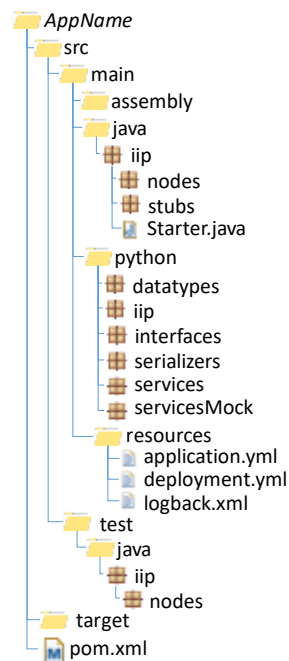 AppName
src
main
assembly
java
iip
nodes
stubs
Starter.java
python
datatypes
iip
interfaces
serializers
services
servicesMock
resources
application.yml
deployment.yml
logback.xml
test
java
iip
nodes
target
M pom.xml